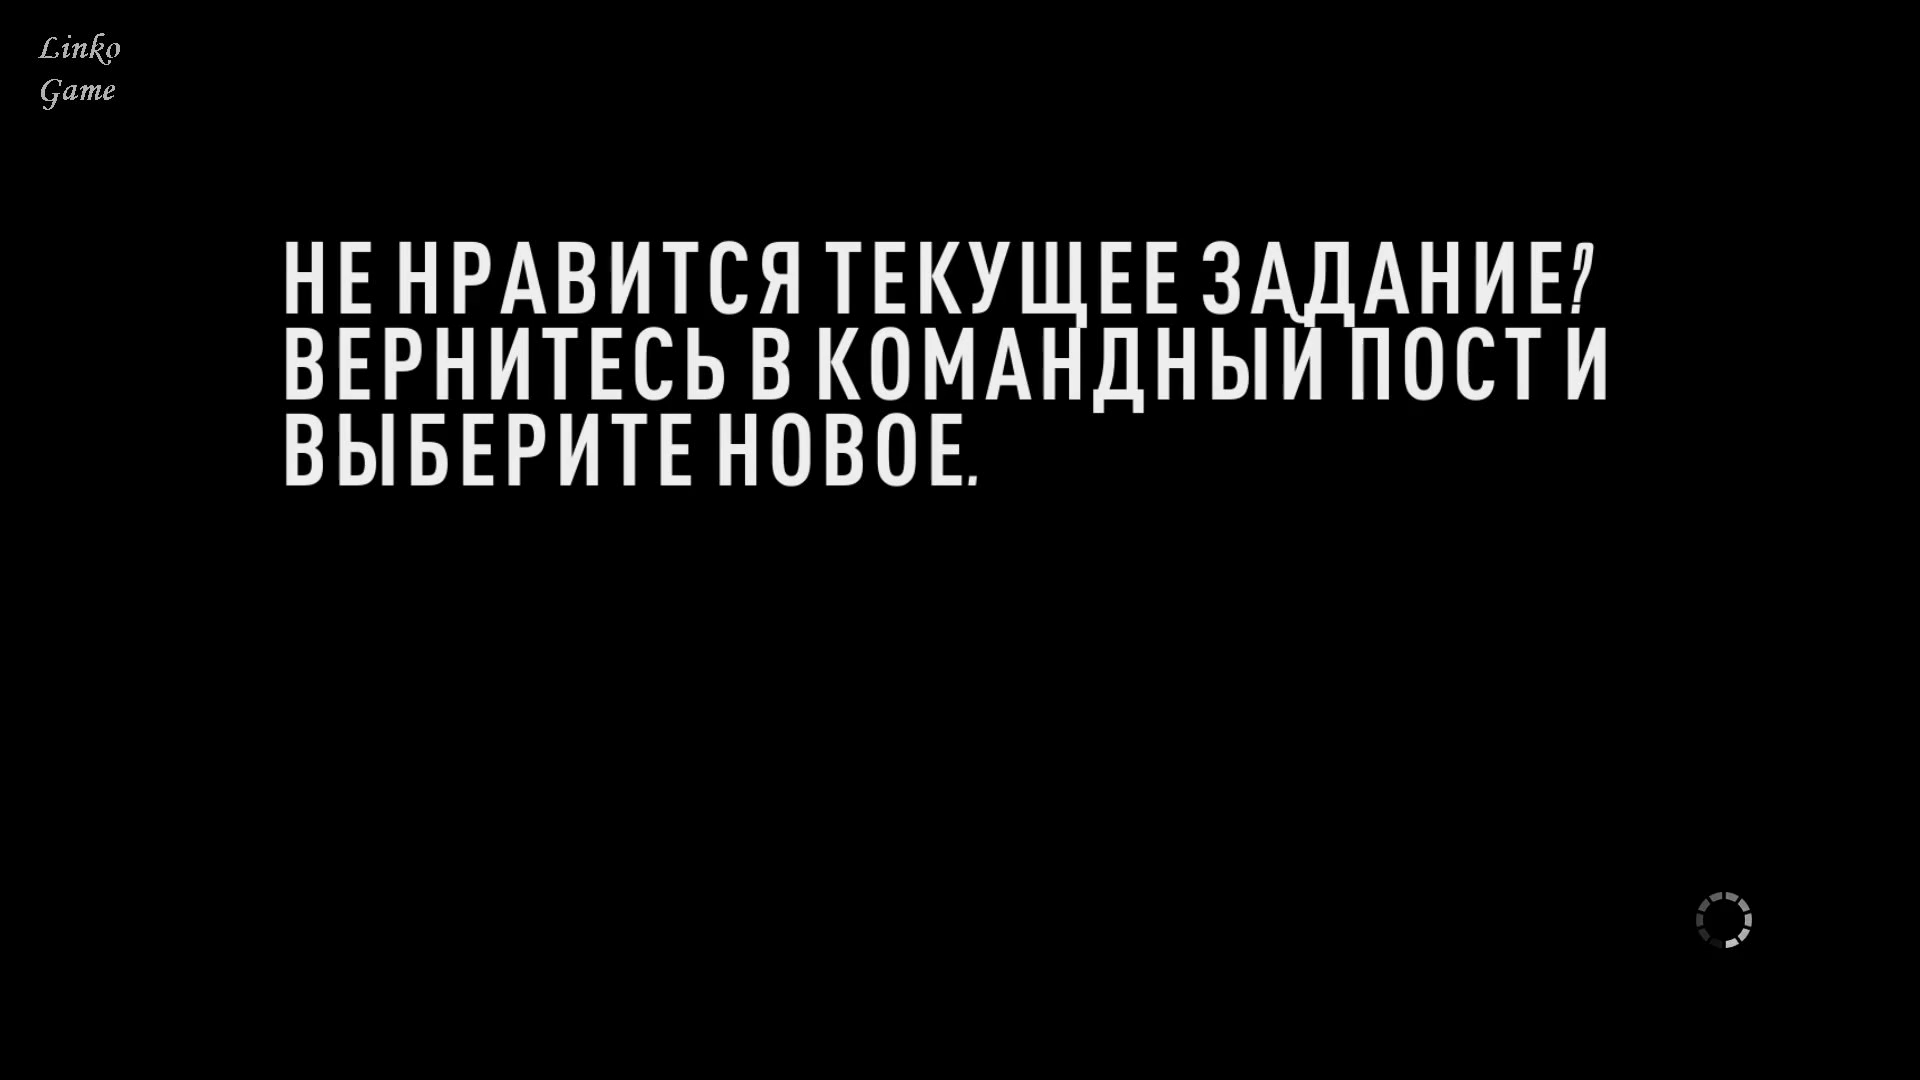 Linko
Game
НЕ НРАВИТСЯ ТЕКУЩЕЕ ЗАДАНИЕ?
ВЕРНИТЕСЬ В КОМАНДНЫЙ ПОСТ И
ВЫБЕРИТЕ НОВОЕ.